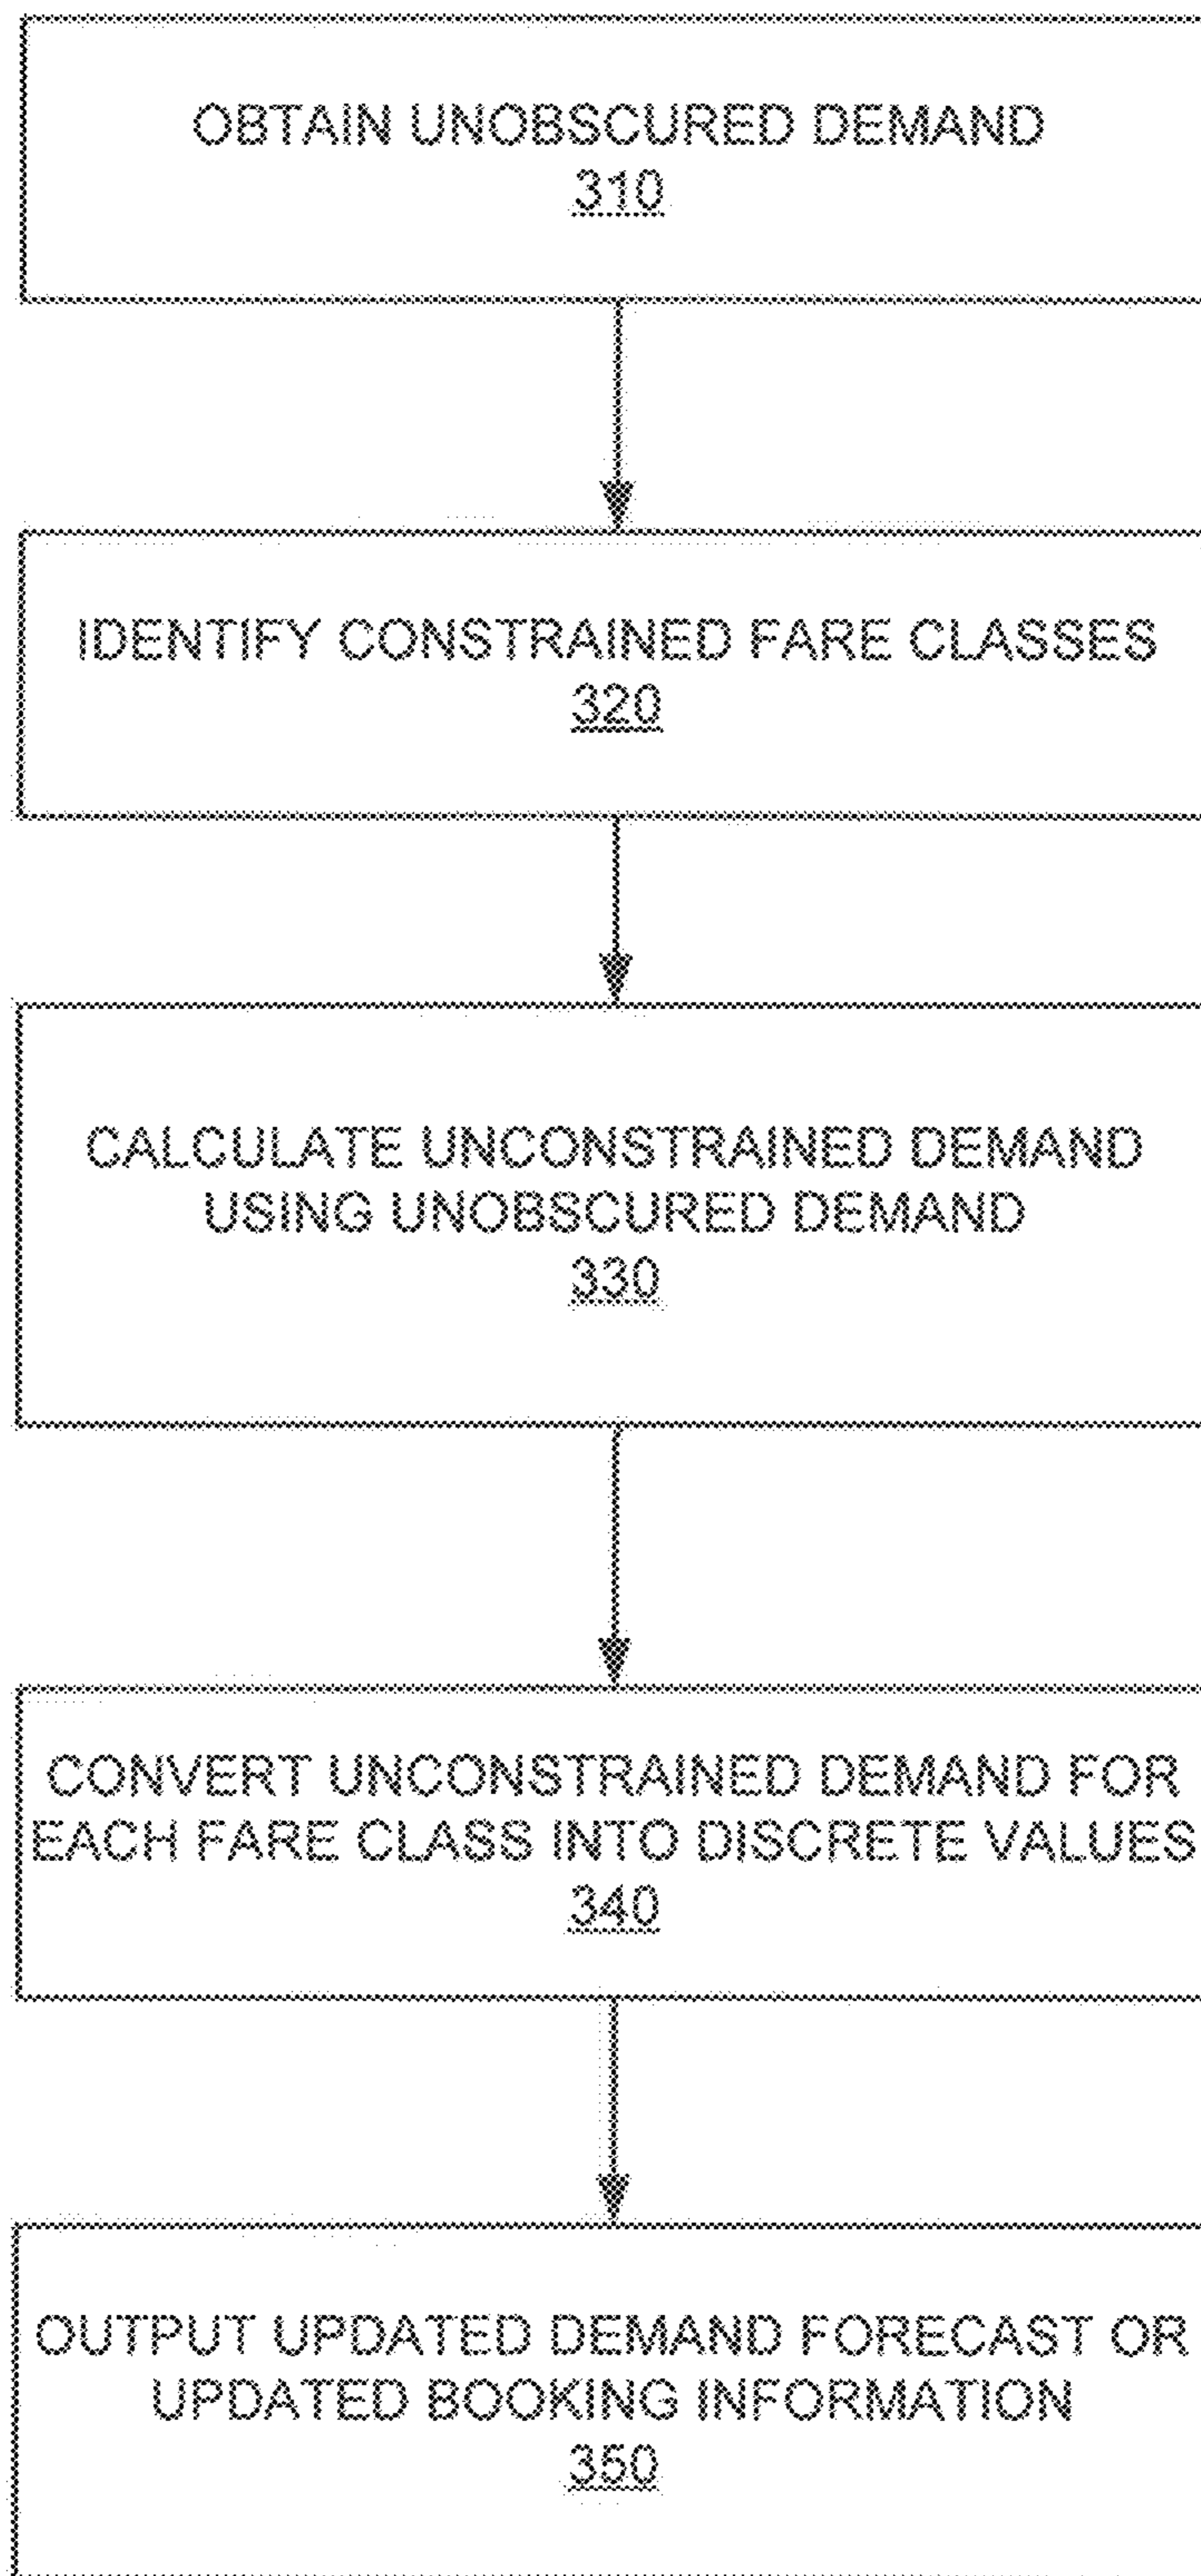 OBTAIN UNOBSCURED DEMAND
310
IDENTIFY CONSTRAINED FARE CLASSES
320
CALCULATE UNCONSTRAINED DEMAND
USING UNOBSCURED DEMAND
330
CONVERT UNCONSTRAINED DEMAND FOR
EACH FARE CLASS INTO DISCRETE VALUES
340
OUTPUT UPDATED DEMAND FORECAST OR
UPDATED BOOKING INFORMATION
350